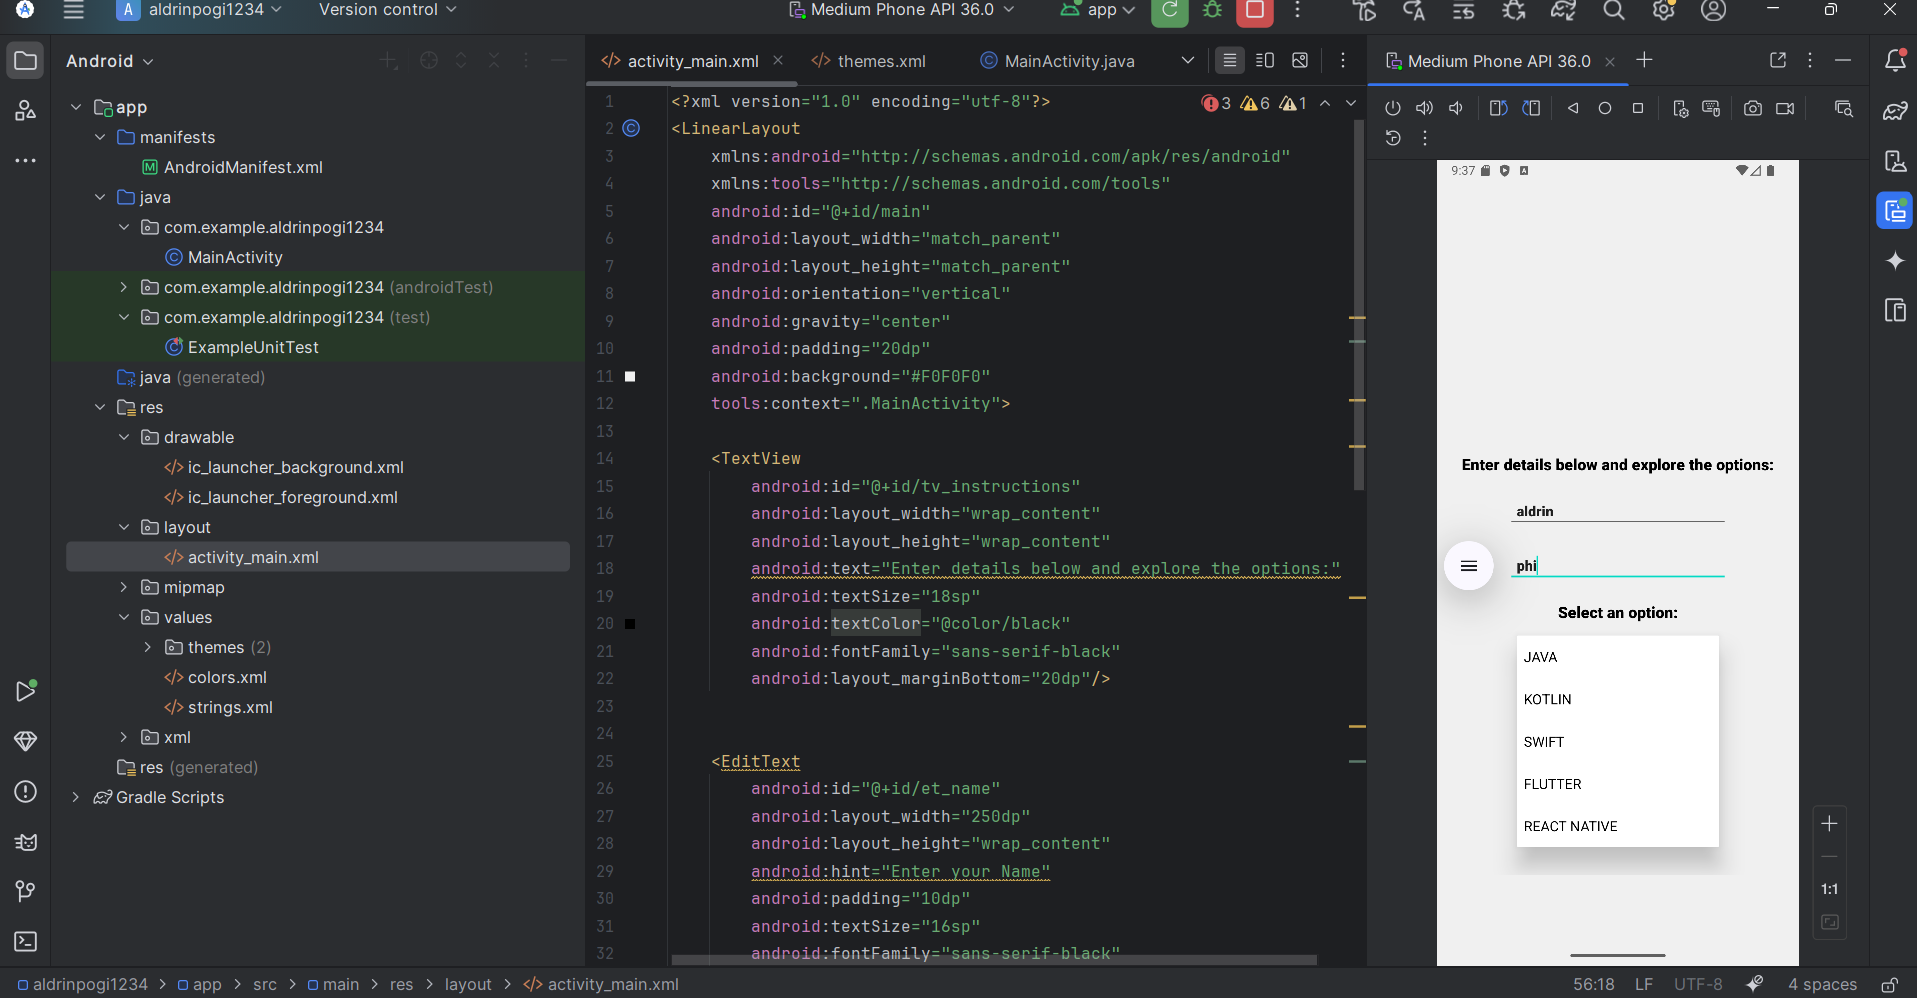 A aldrinpogi1234 Version control Medium Phone API 36.0 app
Android
app
manifests
AndroidManifest.xml
java
com.example.aldrinpogi1234
MainActivity
com.example.aldrinpogi1234 (androidTest)
com.example.aldrinpogi1234 (test)
ExampleUnitTest
java (generated)
res
drawable
ic_launcher_background.xml
ic_launcher_foreground.xml
layout
activity_main.xml
mipmap
values
themes (2)
colors.xml
strings.xml
xml
res (generated)
Gradle Scripts
activity_main.xml themes.xml MainActivity.java
3 6 1
1 <?xml version="1.0" encoding="utf-8"?>
2 <LinearLayout
3 xmlns:android="http://schemas.android.com/apk/res/android"
4 xmlns:tools="http://schemas.android.com/tools"
5 android:id="@+id/main"
6 android:layout_width="match_parent"
7 android:layout_height="match_parent"
8 android:orientation="vertical"
9 android:gravity="center"
10 android:padding="20dp"
11 android:background="#F0F0F0"
12 tools:context=".MainActivity">
13
14 <TextView
15 android:id="@+id/tv_instructions"
16 android:layout_width="wrap_content"
17 android:layout_height="wrap_content"
18 android:text="Enter details below and explore the options:"
19 android:textSize="18sp"
20 android:textColor="@color/black"
21 android:fontFamily="sans-serif-black"
22 android:layout_marginBottom="20dp"/>
23
24
25 <EditText
26 android:id="@+id/et_name"
27 android:layout_width="250dp"
28 android:layout_height="wrap_content"
29 android:hint="Enter your Name"
30 android:padding="10dp"
31 android:textSize="16sp"
32 android:fontFamily="sans-serif-black"
Medium Phone API 36.0
9:37
Enter details below and explore the options:
aldrin
phi
Select an option:
JAVA
KOTLIN
SWIFT
FLUTTER
REACT NATIVE
1:1
aldrinpogi1234 > app > src > main > res > layout > activity_main.xml
56:18 LF UTF-8 4 spaces